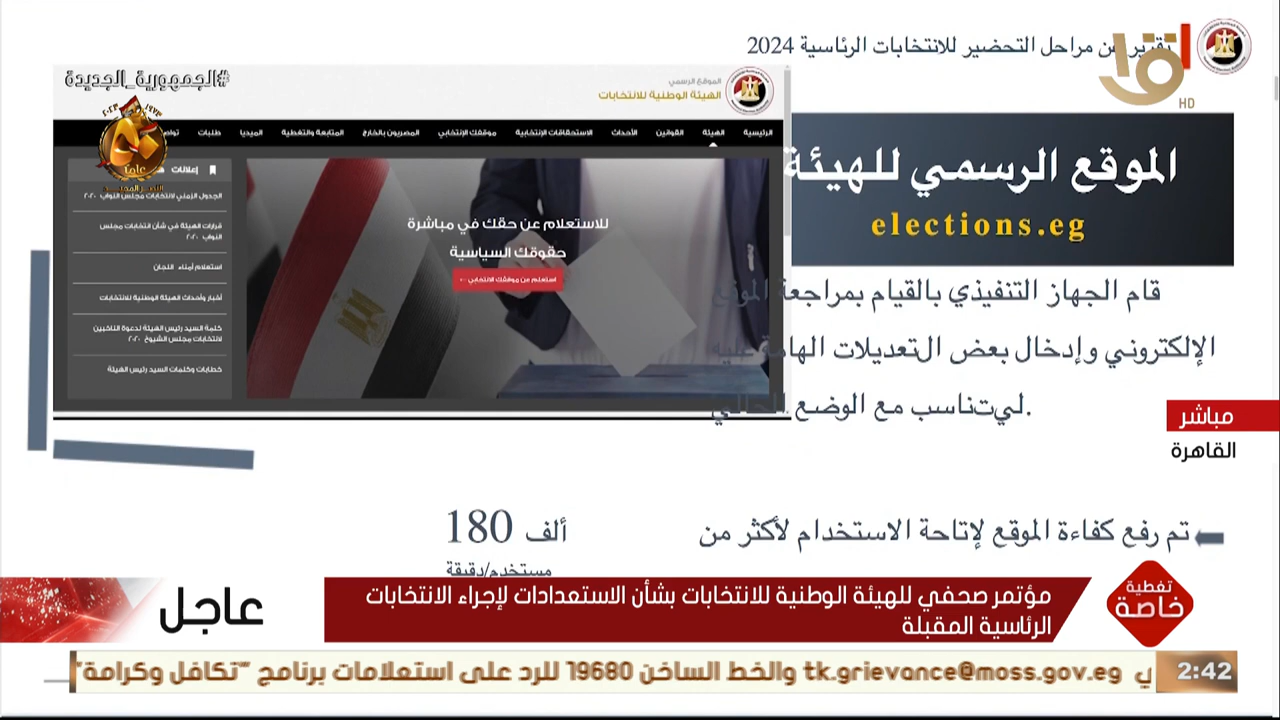 تقرير عن مراحل التحضير للانتخابات الرئاسية 2024
HD
#الجمهورية_الجديدة
الموقع الرسمي
الهيئة الوطنية للانتخابات
الرئيسية الهيئة القوانين الأحداث الاستحقاقات الإنتخابية موقفك الإنتخابي المصريون بالخارج المتابعة والتغطية الميديا طلبات
إعلانات
الجدول الزمني لانتخابات مجلس النواب ٢٠٢٠
قرارات الهيئة في شأن انتخابات مجلس
النواب ٢٠٢٠
استعلام أمناء اللجان
أخبار وأحداث الهيئة الوطنية للانتخابات
كلمة السيد رئيس الهيئة لدعوة الناخبين
لانتخابات مجلس الشيوخ ٢٠٢٠
خطابات وكلمات السيد رئيس الهيئة
للاستعلام عن حقك في مباشرة
حقوقك السياسية
استعلم عن موقفك الانتخابي
الموقع الرسمي للهيئة
elections.eg
قام الجهاز التنفيذي بالقيام بمراجعة الموقع
الإلكتروني وإدخال بعض التعديلات الهامة عليه
ليتناسب مع الوضع الحالي.
تم رفع كفاءة الموقع لإتاحة الاستخدام لأكثر من
180 ألف
مستخدم/دقيقة
مباشر
القاهرة
تغطية
خاصة
عاجل
مؤتمر صحفي للهيئة الوطنية للانتخابات بشأن الاستعدادات لإجراء الانتخابات
الرئاسية المقبلة
2:42
ي tk.grievance@moss.gov.eg والخط الساخن 19680 للرد على استعلامات برنامج "تكافل وكرامة"